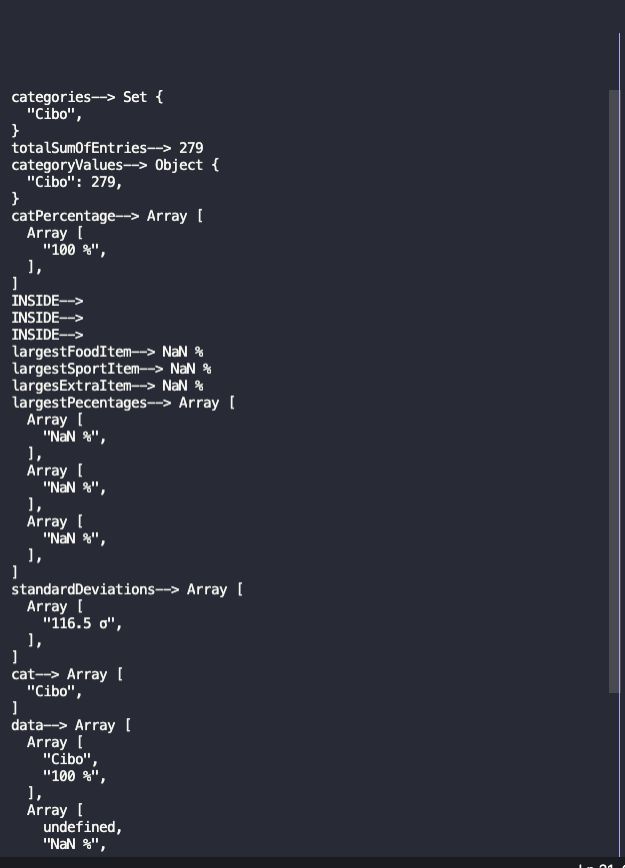 categories--> Set {
"Cibo",
}
totalSumOfEntries--> 279
categoryValues--> Object {
"Cibo": 279,
}
catPercentage--> Array [
Array [
"100 %",
],
]
INSIDE-->
INSIDE-->
INSIDE-->
largestFoodItem--> NaN %
largestSportItem--> NaN %
largesExtraItem--> NaN %
largestPecentages--> Array [
Array [
"NaN %",
],
Array [
"NaN %",
],
Array [
"NaN %",
],
]
standardDeviations--> Array [
Array [
"116.5 σ",
],
]
cat--> Array [
"Cibo",
]
data--> Array [
Array [
"Cibo",
"100 %",
],
Array [
undefined,
"NaN %",